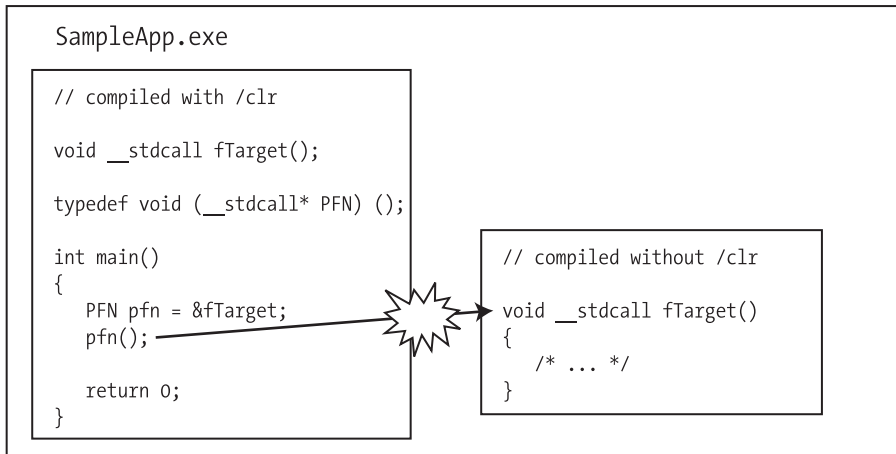 SampleApp.exe
// compiled with /clr
void __stdcall fTarget();
typedef void (__stdcall* PFN) ();
int main()
{
PFN pfn = &fTarget;
pfn();
return 0;
}
// compiled without /clr
void __stdcall fTarget()
{
/* ... */
}